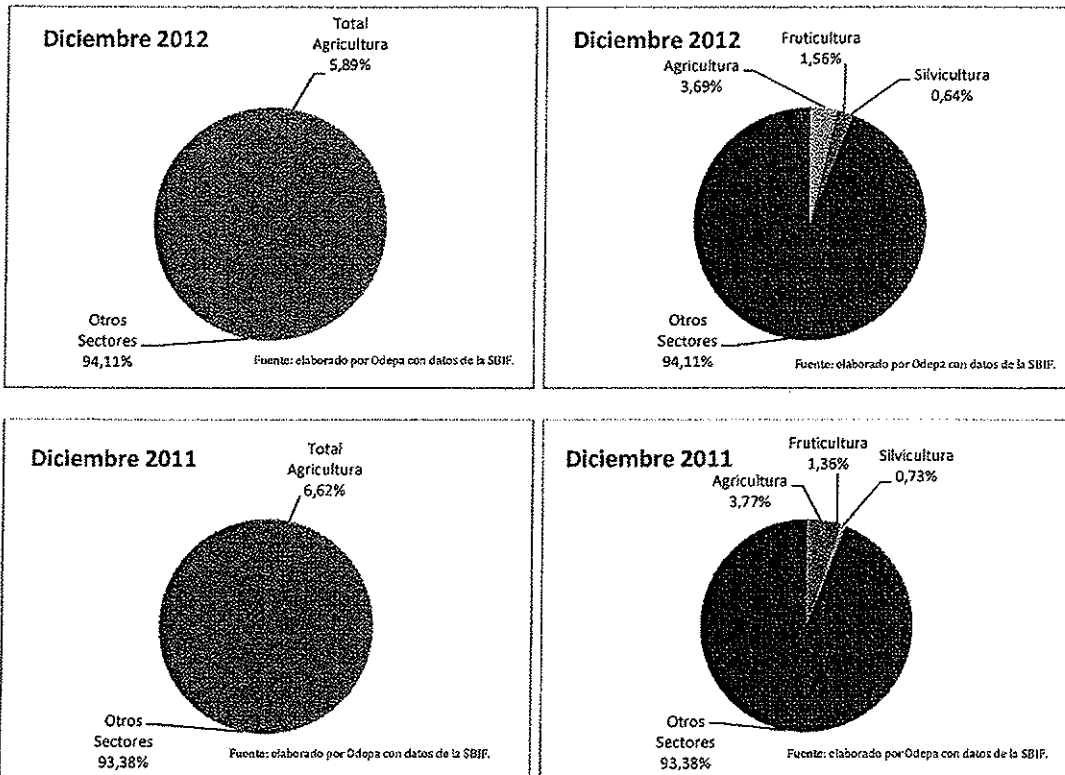 Diciembre 2012
Total
Agricultura
5,89%
Otros
Sectores
94,11%
Fuente: elaborado por Odepa con datos de la SBIF.
Diciembre 2012
Fruticultura
1,56%
Agricultura
3,69%
Silvicultura
0,64%
Otros
Sectores
94,11%
Fuente: elaborado por Odepa con datos de la SBIF.
Diciembre 2011
Total
Agricultura
6,62%
Otros
Sectores
93,38%
Fuente: elaborado por Odepa con datos de la SBIF.
Diciembre 2011
Fruticultura
1,36%
Agricultura
3,77%
Silvicultura
0,73%
Otros
Sectores
93,38%
Fuente: elaborado por Odepa con datos de la SBIF.